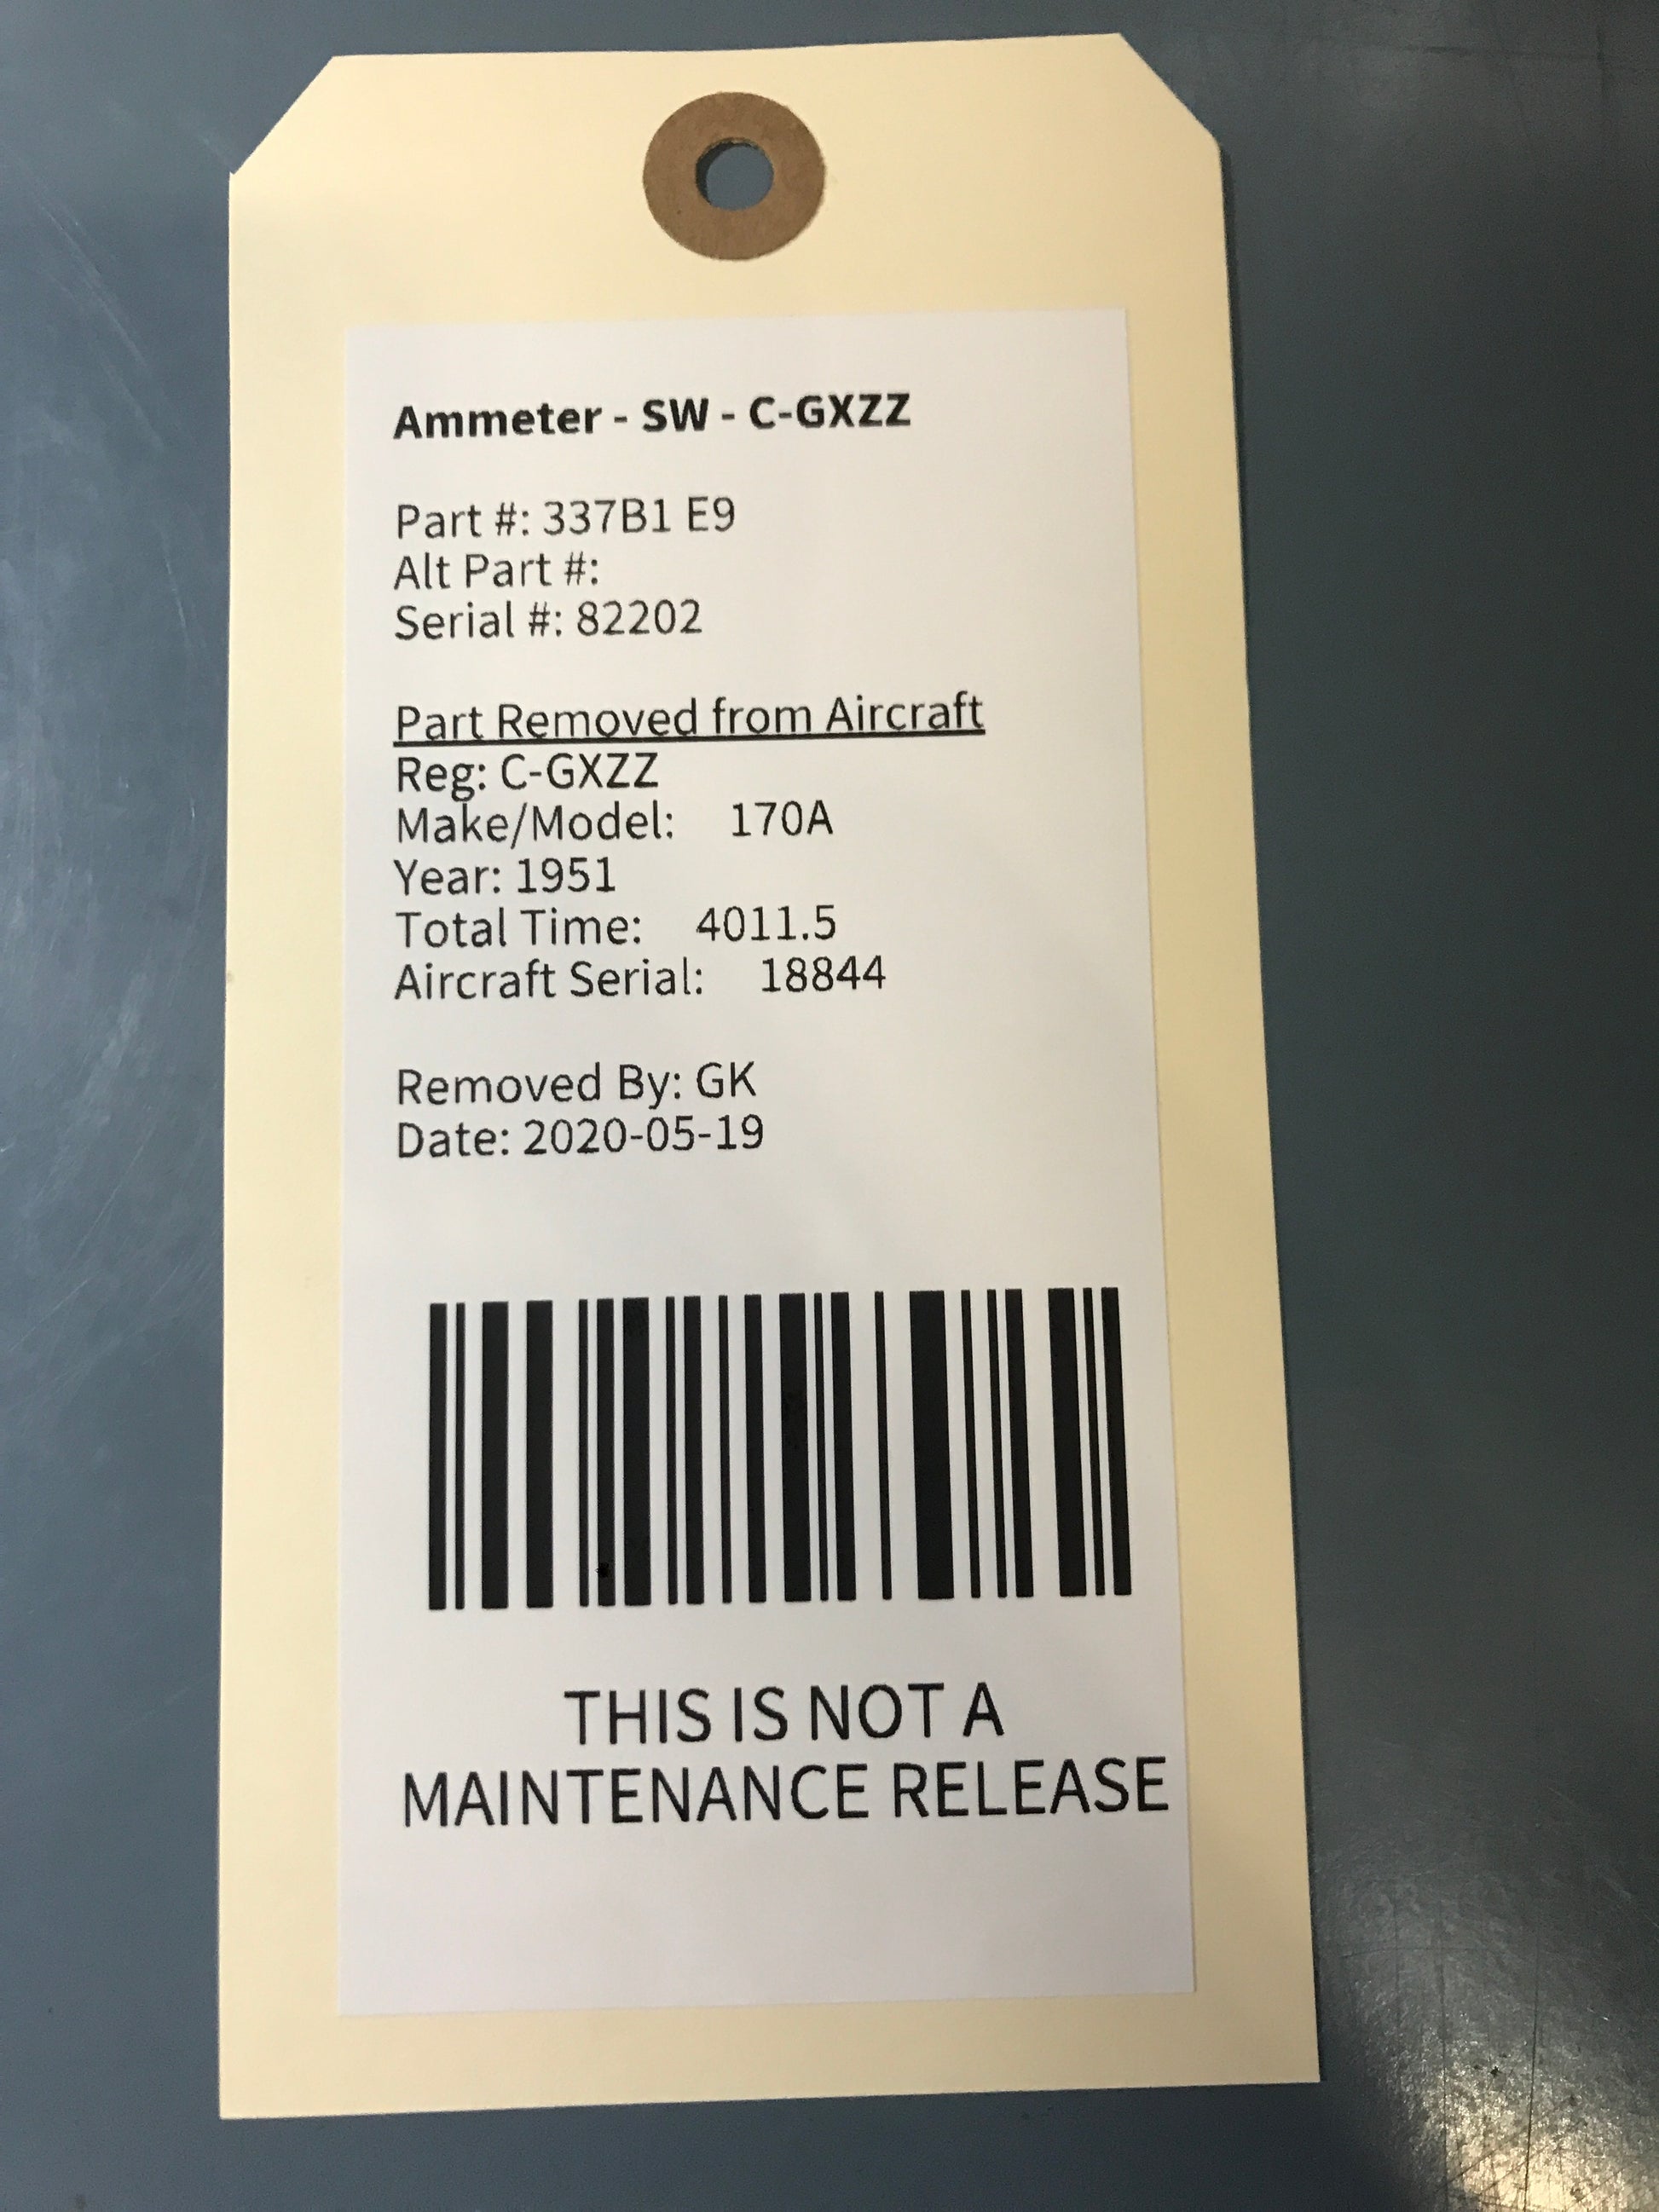 Ammeter - SW - C-GXZZ
Part #: 337B1 E9
Alt Part #:
Serial #: 82202
Part Removed from Aircraft
Reg: C-GXZZ
Make/Model: 170A
Year: 1951
Total Time: 4011.5
Aircraft Serial: 18844
Removed By: GK
Date: 2020-05-19
THIS IS NOT A
MAINTENANCE RELEASE